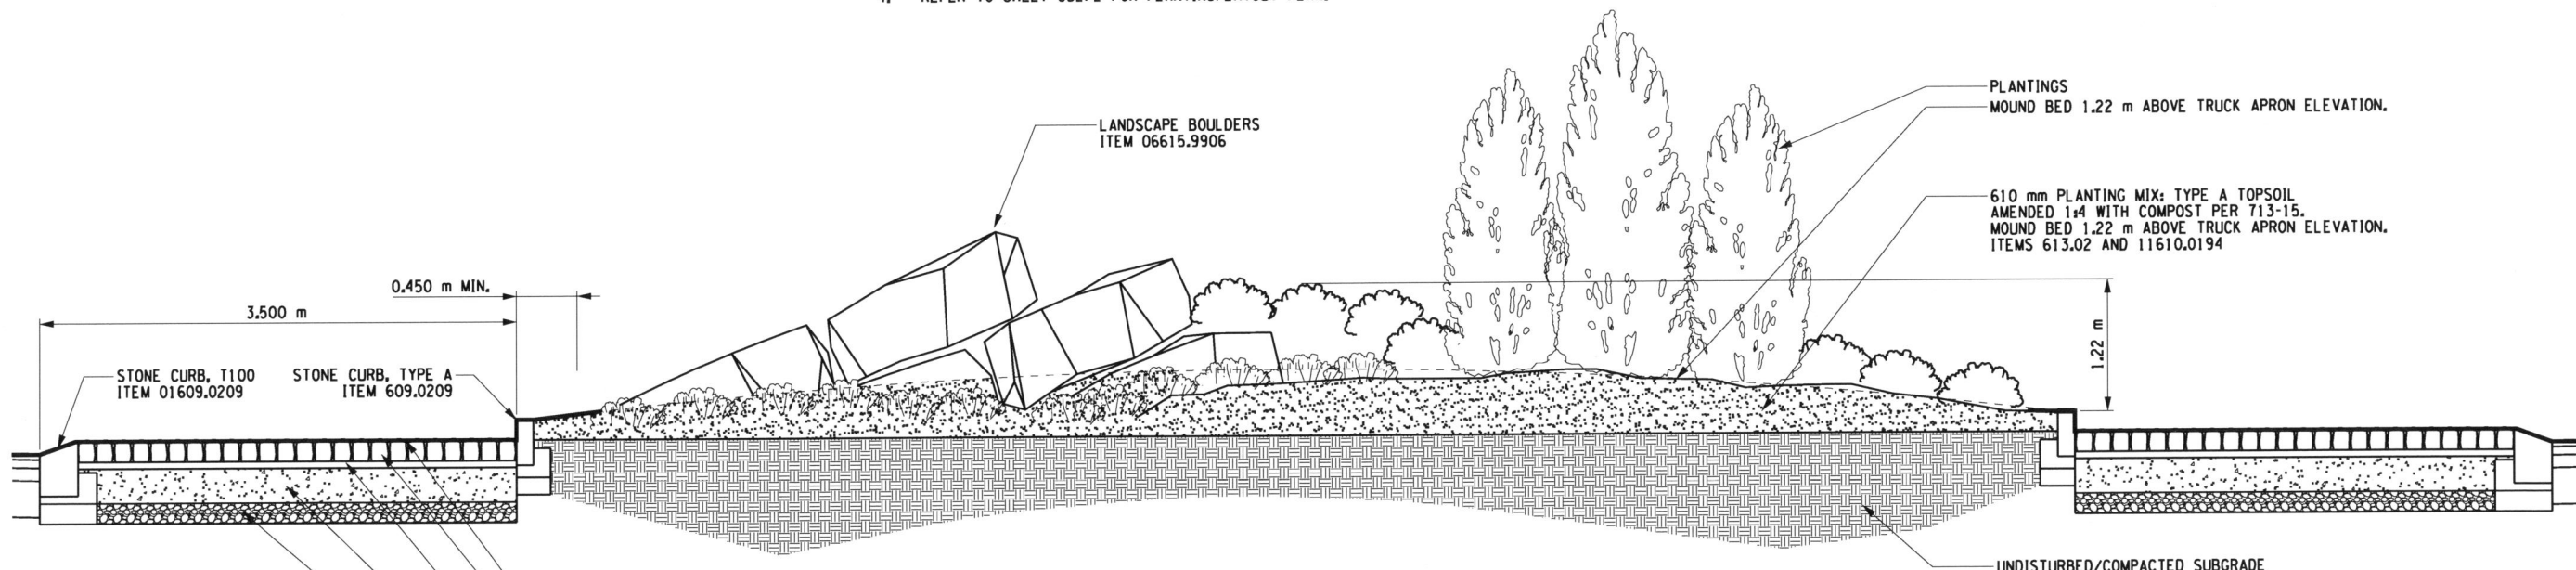 PLANTINGS
MOUND BED 1.22 m ABOVE TRUCK APRON ELEVATION.
LANDSCAPE BOULDERS
ITEM 06615.9906
610 mm PLANTING MIX: TYPE A TOPSOIL
AMENDED 1:4 WITH COMPOST PER 713-15.
MOUND BED 1.22 m ABOVE TRUCK APRON ELEVATION.
ITEMS 613.02 AND 11610.0194
0.450 m MIN.
3.500 m
1.22 m
STONE CURB, T100
ITEM 01609.0209
STONE CURB, TYPE A
ITEM 609.0209
UNDISTURBED/COMPACTED SUBGRADE